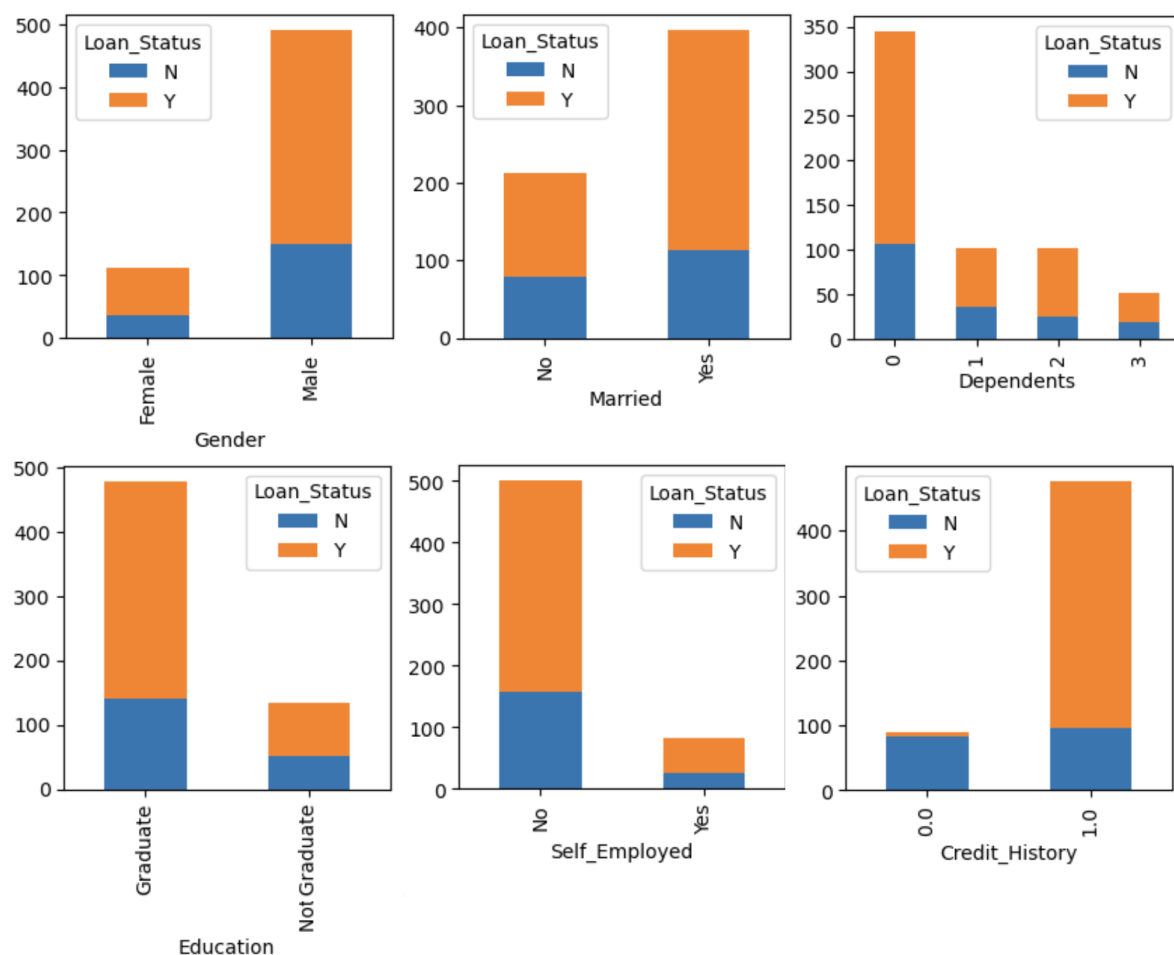 Loan_Status
N
Y
500
400
300
200
100
0
Female
Male
Gender
Loan_Status
N
Y
400
300
200
100
0
No
Yes
Married
Loan_Status
N
Y
350
300
250
200
150
100
50
0
0
1
2
3
Dependents
Loan_Status
N
Y
500
400
300
200
100
0
Graduate
Not Graduate
Education
Loan_Status
N
Y
500
400
300
200
100
0
No
Yes
Self_Employed
Loan_Status
N
Y
400
300
200
100
0
0.0
1.0
Credit_History